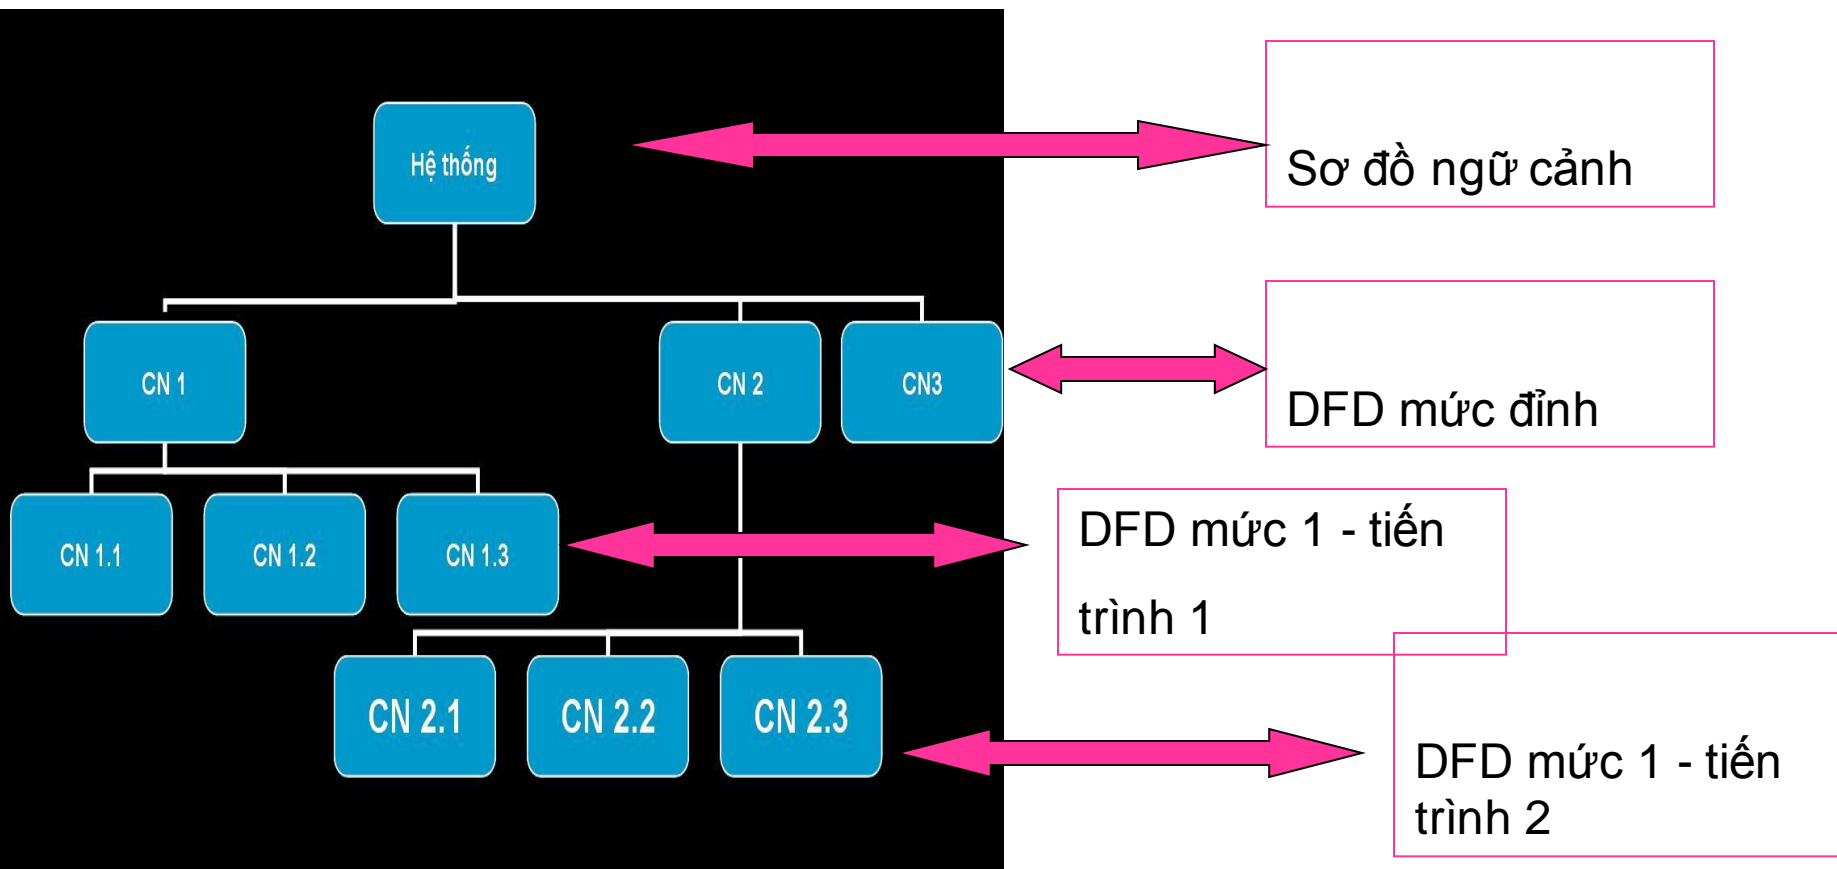 Hệ thống
Sơ đồ ngữ cảnh
CN 1
CN 2
CN3
DFD mức đỉnh
CN 1.1
CN 1.2
CN 1.3
DFD mức 1 - tiến
trình 1
CN 2.1
CN 2.2
CN 2.3
DFD mức 1 - tiến
trình 2